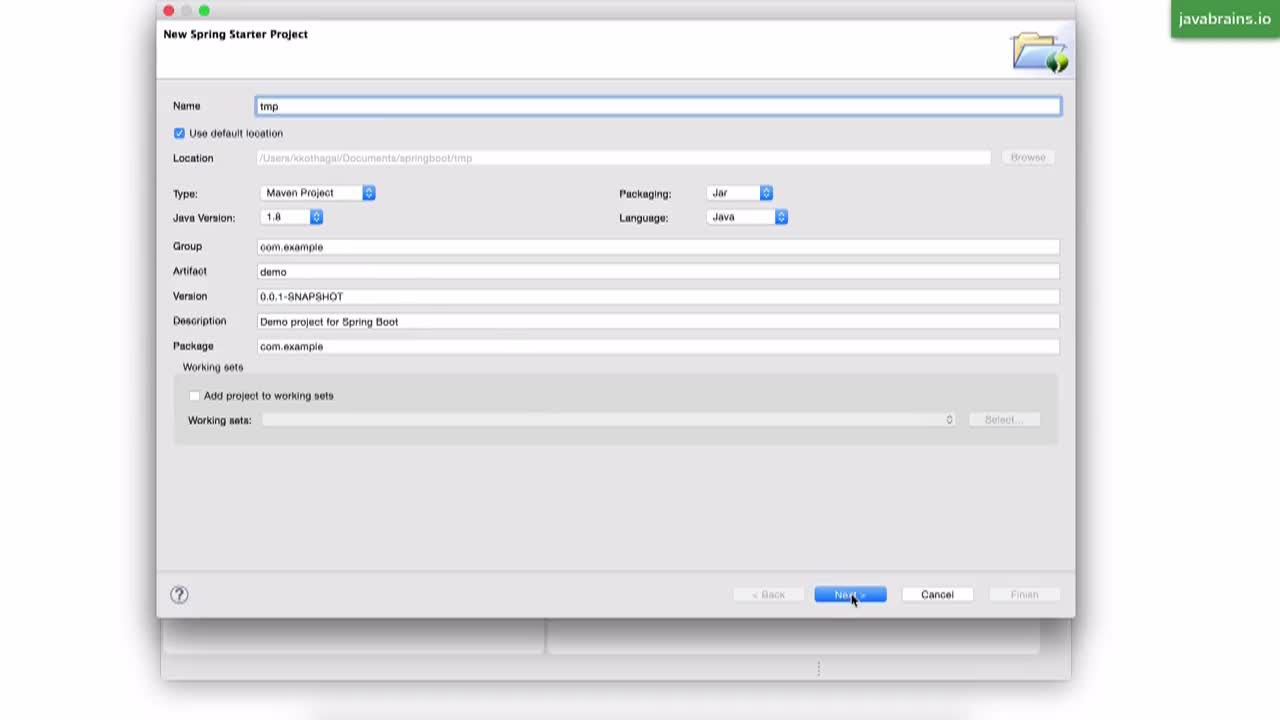 javabrains.io
New Spring Starter Project
Name tmp
Use default location
Location /Users/kkothagal/Documents/springboot/tmp Browse
Type: Maven Project Packaging: Jar
Java Version: 1.8 Language: Java
Group com.example
Artifact demo
Version 0.0.1-SNAPSHOT
Description Demo project for Spring Boot
Package com.example
Working sets
Add project to working sets
Working sets: Select...
? < Back Next > Cancel Finish